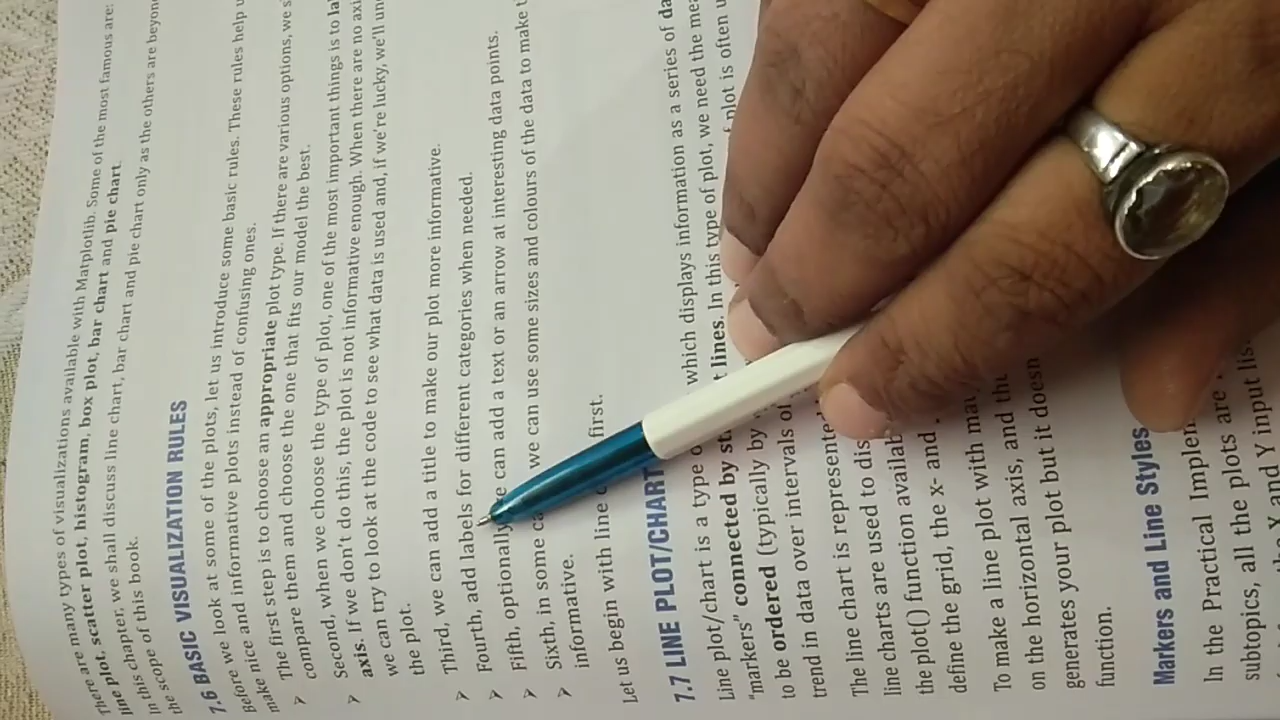 There are many types of visualizations available with Matplotlib. Some of the most famous are:
line plot, scatter plot, histogram, box plot, bar chart and pie chart.
In this chapter, we shall discuss line chart, bar chart and pie chart only as the others are beyond
the scope of this book.
7.6 BASIC VISUALIZATION RULES
Before we look at some of the plots, let us introduce some basic rules. These rules help u
make nice and informative plots instead of confusing ones.
➢ The first step is to choose an appropriate plot type. If there are various options, we s
compare them and choose the one that fits our model the best.
➢ Second, when we choose the type of plot, one of the most important things is to la
axis. If we don't do this, the plot is not informative enough. When there are no axi
we can try to look at the code to see what data is used and, if we're lucky, we'll un
the plot.
➢ Third, we can add a title to make our plot more informative.
➢ Fourth, add labels for different categories when needed.
➢ Fifth, optionally can add a text or an arrow at interesting data points.
➢ Sixth, in some we can use some sizes and colours of the data to make
informative.
Let us begin with line first.
7.7 LINE PLOT/CHART
Line plot/chart is a type which displays information as a series of da
"markers" connected by lines. In this type of plot, we need the mea
to be ordered (typically by plot is often u
trend in data over intervals of
The line chart is represented
line charts are used to dis
the plot() function availab
define the grid, the x- and
To make a line plot with
on the horizontal axis, and
generates your plot but it doesn
function.
Markers and Line Styles
In the Practical Implem
subtopics, all the plots are
X and Y input lis